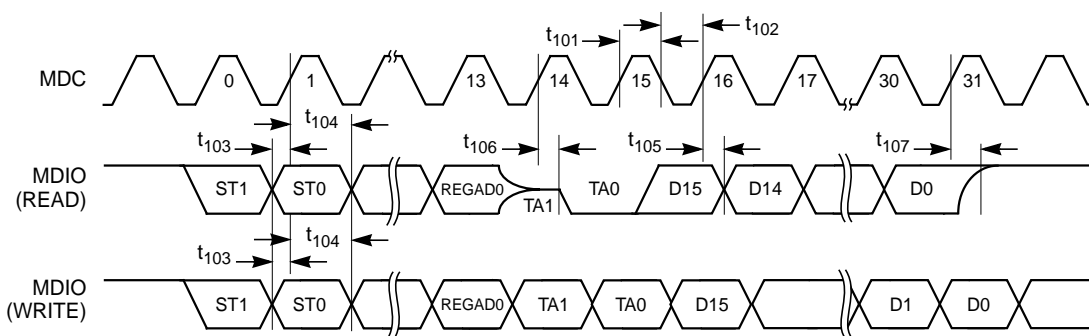 t101 t102
MDC 0 1 13 14 15 16 17 30 31
t103 t104 t106 t105 t107
MDIO
(READ) ST1 ST0 REGAD0 TA1 TA0 D15 D14 D0
t103 t104
MDIO
(WRITE) ST1 ST0 REGAD0 TA1 TA0 D15 D1 D0